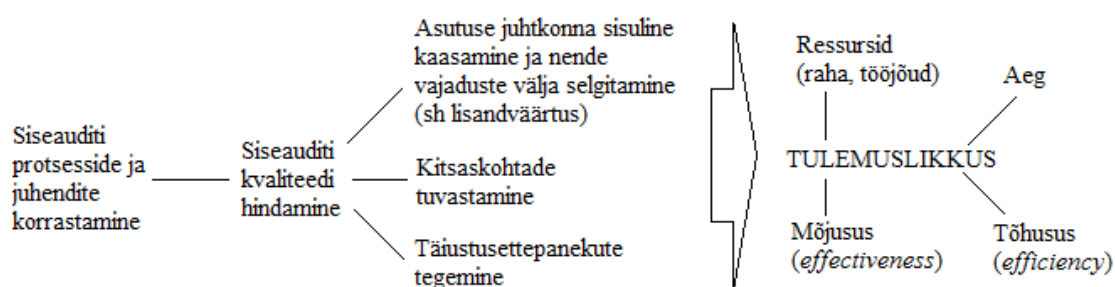 Siseauditi
protsesside ja
juhendite
korrastamine
Siseauditi
kvaliteedi
hindamine
Asutuse juhtkonna sisuline
kaasamine ja nende
vajaduste välja selgitamine
(sh lisandväärtus)
Kitsaskohtade
tuvastamine
Täiustusettepanekute
tegemine
Ressursid
(raha, tööjõud)
Aeg
TULEMUSLIKKUS
Mõjusus
(effectiveness)
Tõhusus
(efficiency)